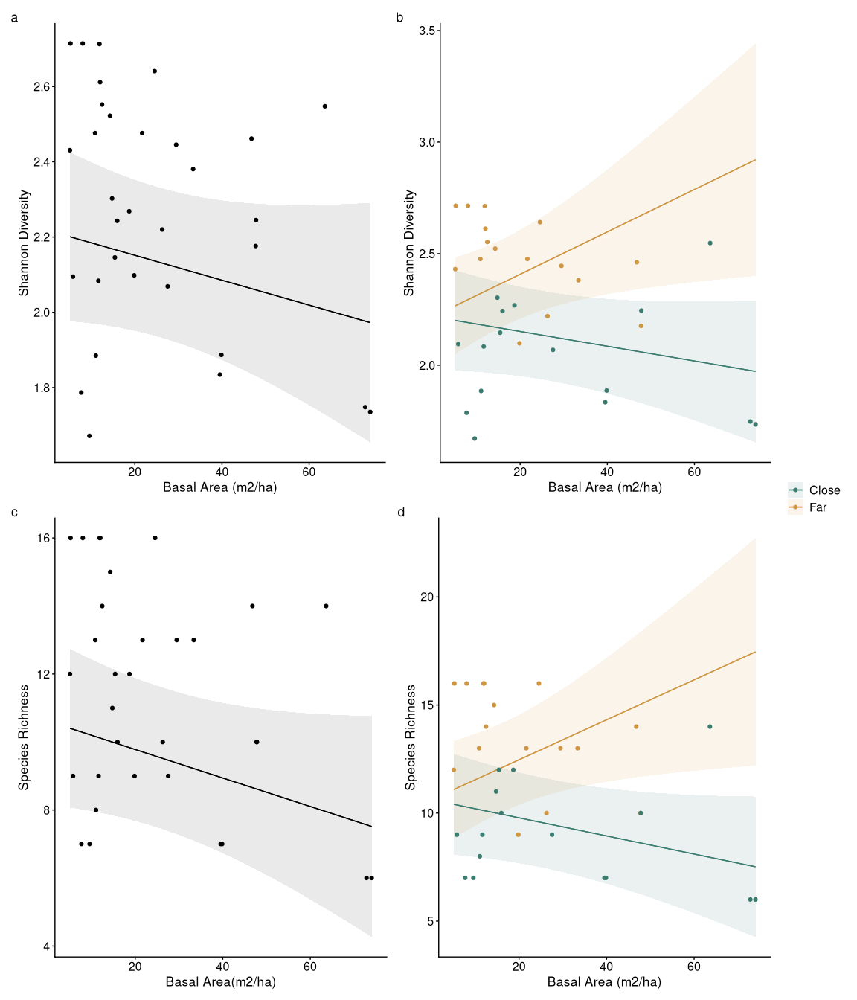 a
2.6
2.4
2.2
2.0
1.8
Shannon Diversity
20 40 60
Basal Area (m2/ha)
b
3.5
3.0
2.5
2.0
Shannon Diversity
20 40 60
Basal Area (m2/ha)
Close
Far
c
16
12
8
4
Species Richness
20 40 60
Basal Area(m2/ha)
d
20
15
10
5
Species Richness
20 40 60
Basal Area (m2/ha)